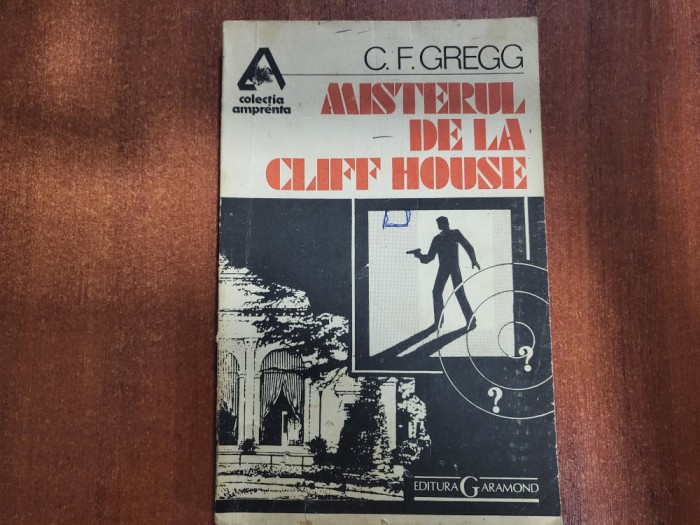 C. F. GREGG
colecția
amprenta
MISTERUL
DE LA
CLIFF HOUSE
?
?
EDITURA GARAMOND